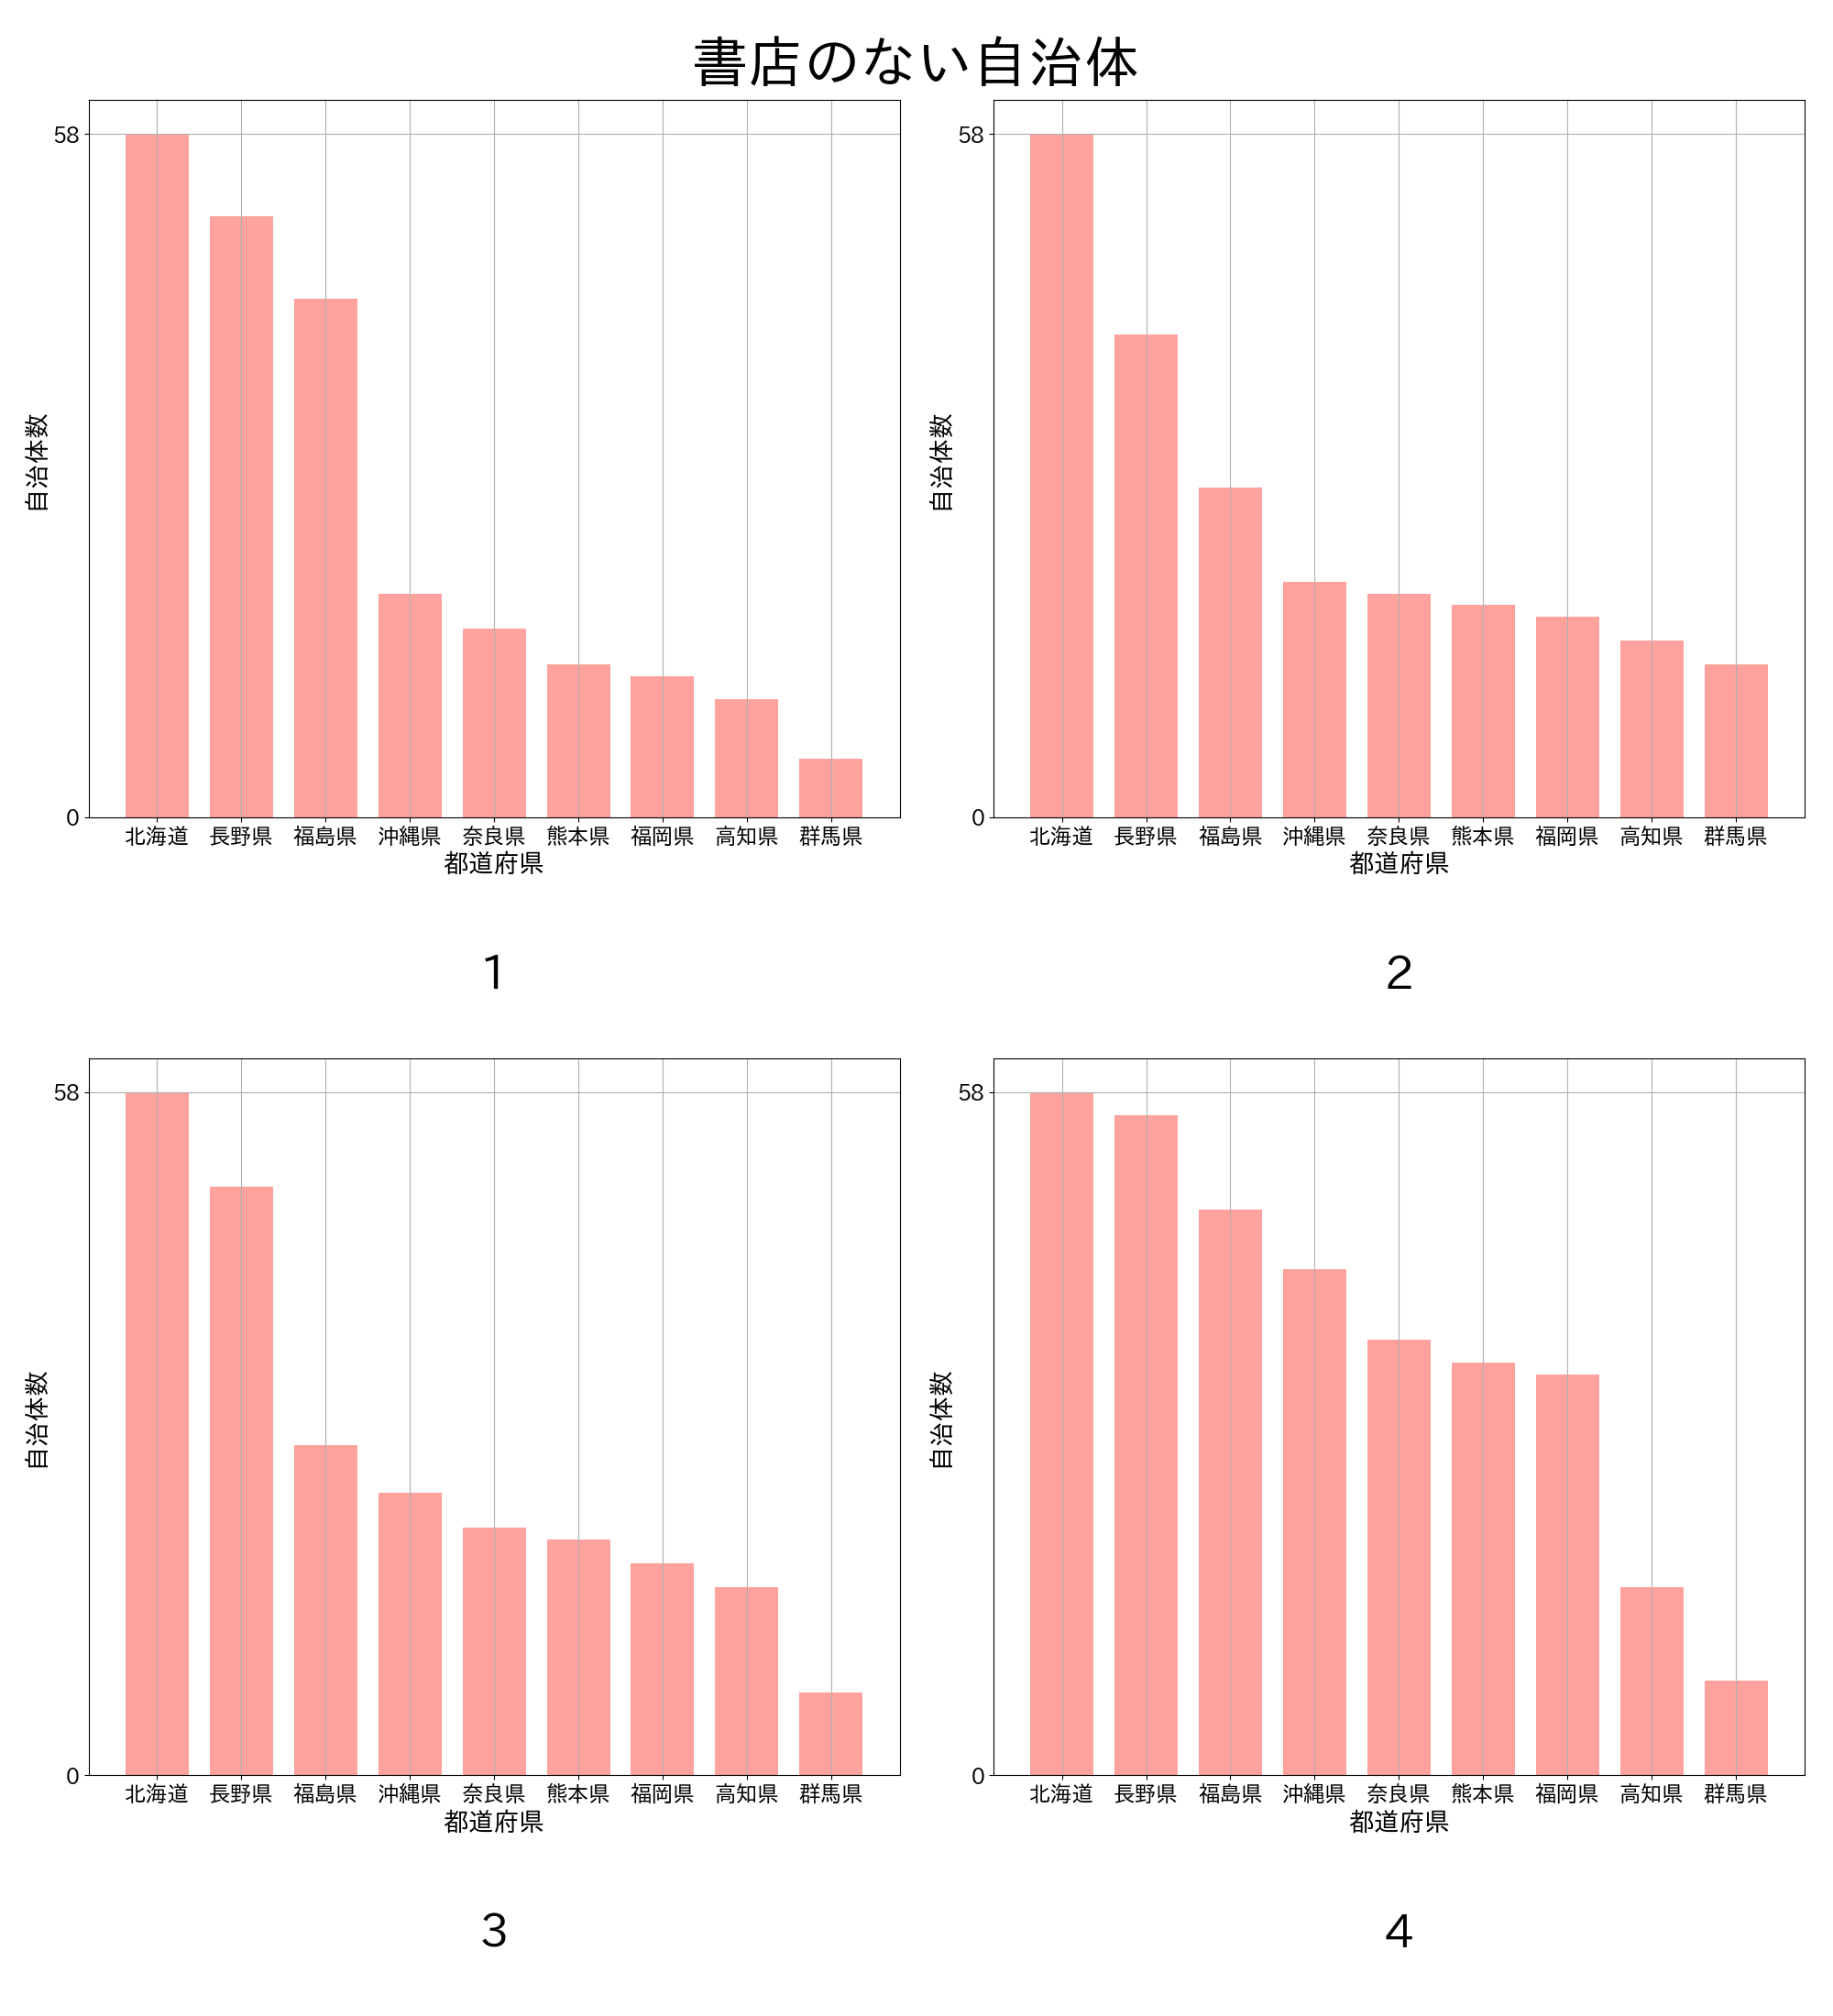 書店のない自治体
58
0
自治体数
北海道 長野県 福島県 沖縄県 奈良県 熊本県 福岡県 高知県 群馬県
都道府県
1
58
0
自治体数
北海道 長野県 福島県 沖縄県 奈良県 熊本県 福岡県 高知県 群馬県
都道府県
2
58
0
自治体数
北海道 長野県 福島県 沖縄県 奈良県 熊本県 福岡県 高知県 群馬県
都道府県
3
58
0
自治体数
北海道 長野県 福島県 沖縄県 奈良県 熊本県 福岡県 高知県 群馬県
都道府県
4